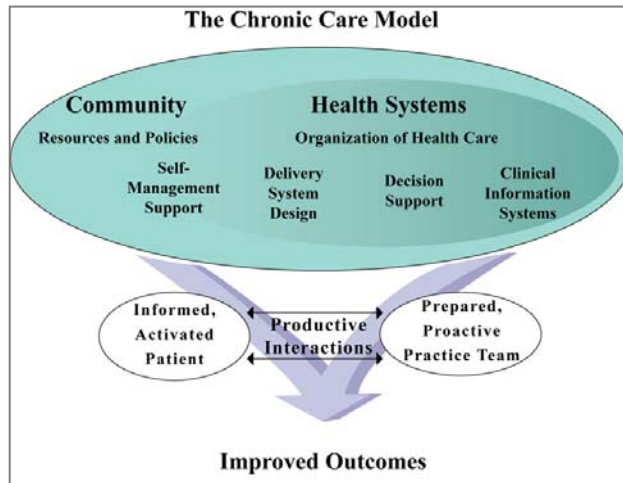 The Chronic Care Model
Community
Health Systems
Resources and Policies
Organization of Health Care
Self-
Management
Support
Delivery
System
Design
Decision
Support
Clinical
Information
Systems
Informed,
Activated
Patient
Productive
Interactions
Prepared,
Proactive
Practice Team
Improved Outcomes